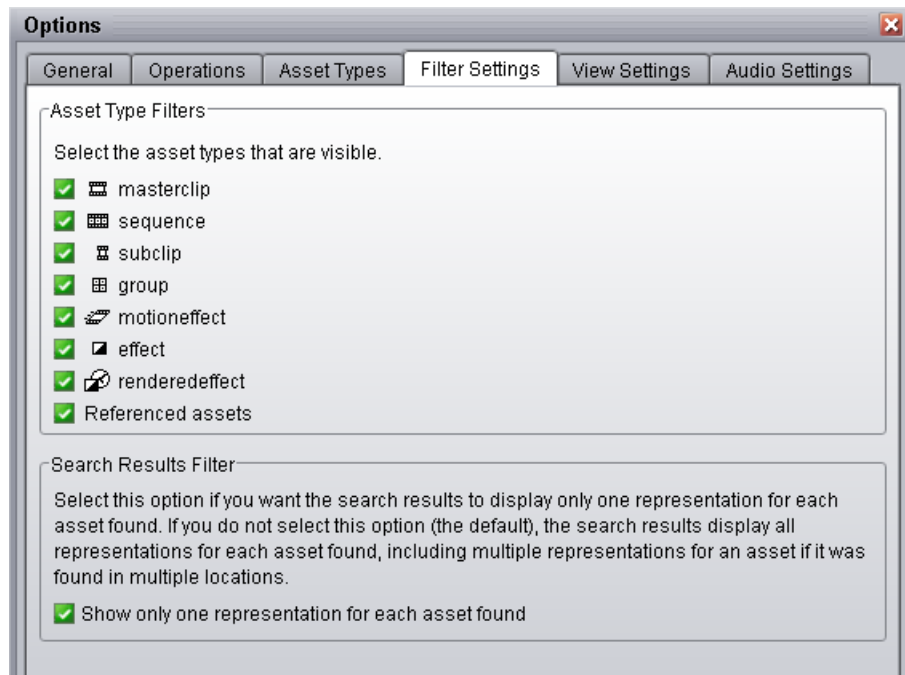 Options
General Operations Asset Types Filter Settings View Settings Audio Settings
Asset Type Filters
Select the asset types that are visible.
masterclip
sequence
subclip
group
motioneffect
effect
renderedeffect
Referenced assets
Search Results Filter
Select this option if you want the search results to display only one representation for each
asset found. If you do not select this option (the default), the search results display all
representations for each asset found, including multiple representations for an asset if it was
found in multiple locations.
Show only one representation for each asset found